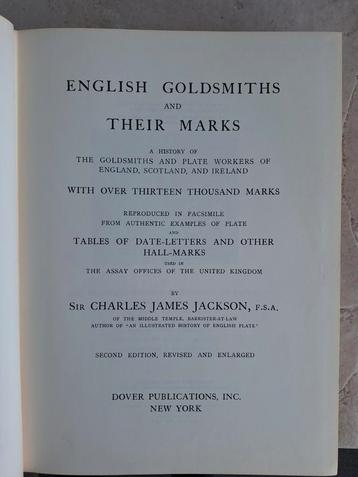 ENGLISH GOLDSMITHS
AND
THEIR MARKS
A HISTORY OF
THE GOLDSMITHS AND PLATE WORKERS OF
ENGLAND, SCOTLAND, AND IRELAND
WITH OVER THIRTEEN THOUSAND MARKS
REPRODUCED IN FACSIMILE
FROM AUTHENTIC EXAMPLES OF PLATE
AND
TABLES OF DATE-LETTERS AND OTHER
HALL-MARKS
USED IN
THE ASSAY OFFICES OF THE UNITED KINGDOM
BY
SIR CHARLES JAMES JACKSON, F.S.A.
OF THE MIDDLE TEMPLE, BARRISTER-AT-LAW
AUTHOR OF "AN ILLUSTRATED HISTORY OF ENGLISH PLATE"
SECOND EDITION, REVISED AND ENLARGED
DOVER PUBLICATIONS, INC.
NEW YORK